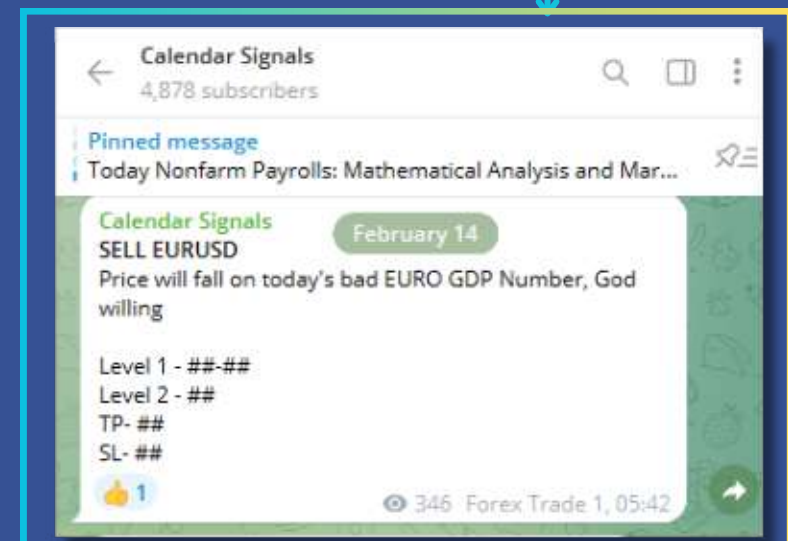 Calendar Signals
4,878 subscribers
Pinned message
Today Nonfarm Payrolls: Mathematical Analysis and Mar...
February 14
Calendar Signals
SELL EURUSD
Price will fall on today's bad EURO GDP Number, God
willing
Level 1 - ##-##
Level 2 - ##
TP- ##
SL- ##
👍 1
346 Forex Trade 1, 05:42